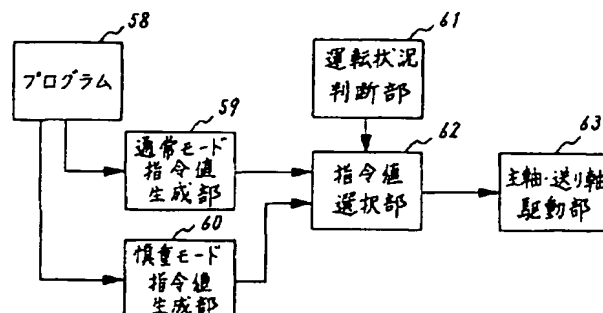 58
プログラム
59
通常モード
指令値
生成部
60
慎重モード
指令値
生成部
61
運転状況
判断部
62
指令値
選択部
63
主軸・送り軸
駆動部